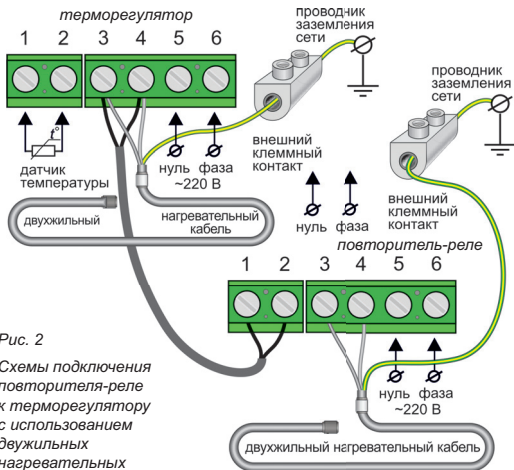 терморегулятор
1 2 3 4 5 6
проводник
заземления
сети
проводник
заземления
сети
внешний
клеммный
контакт
t°
датчик
температуры
нуль фаза
~220 В
двухжильный
нагревательный
кабель
внешний
клеммный
контакт
нуль фаза
повторитель-реле
1 2 3 4 5 6
Рис. 2
Схемы подключения
повторителя-реле
к терморегулятору
с использованием
двужильных
нагревательных
нуль фаза
~220 В
двухжильный нагревательный кабель